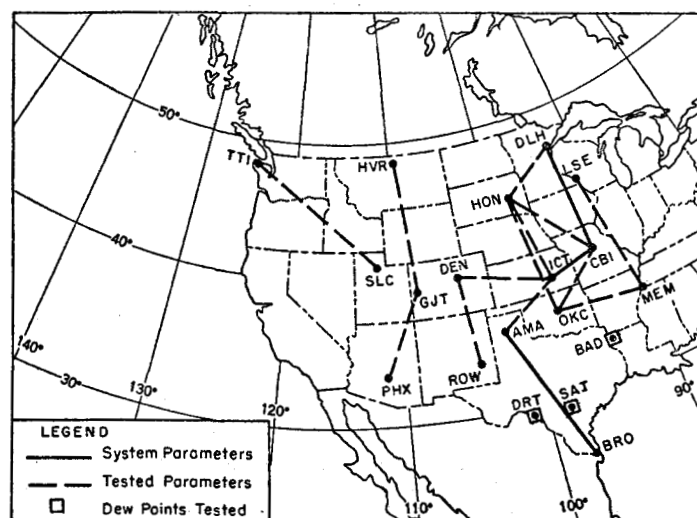 50°
TTI
HVR
DLH
LSE
HON
40°
SLC
DEN
GJT
ICT
CBI
MEM
OKC
AMA
BAD
140°
30°
130°
120°
PHX
ROW
DRT
SAT
90°
BRO
110°
100°
LEGEND
System Parameters
Tested Parameters
Dew Points Tested